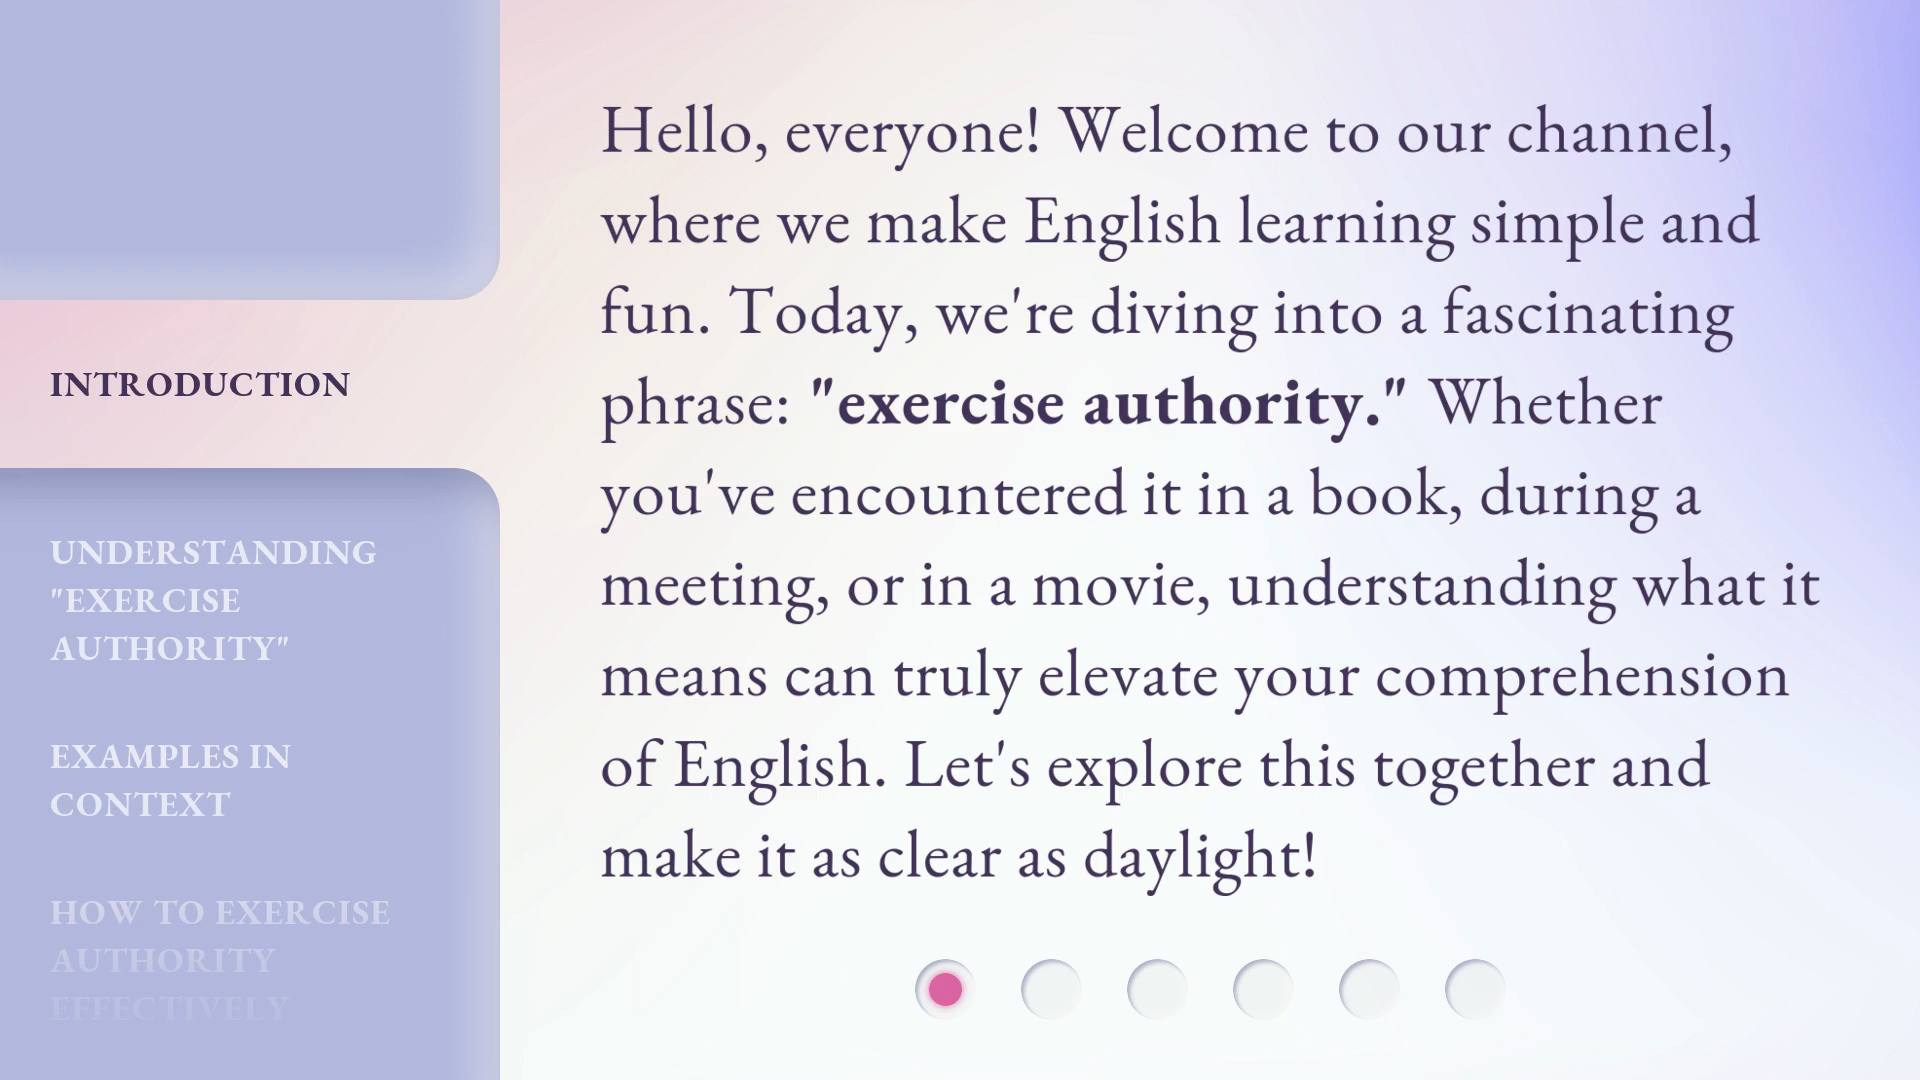 INTRODUCTION
UNDERSTANDING
"EXERCISE
AUTHORITY"
EXAMPLES IN
CONTEXT
HOW TO EXERCISE
AUTHORITY
EFFECTIVELY
Hello, everyone! Welcome to our channel,
where we make English learning simple and
fun. Today, we're diving into a fascinating
phrase: "exercise authority." Whether
you've encountered it in a book, during a
meeting, or in a movie, understanding what it
means can truly elevate your comprehension
of English. Let's explore this together and
make it as clear as daylight!